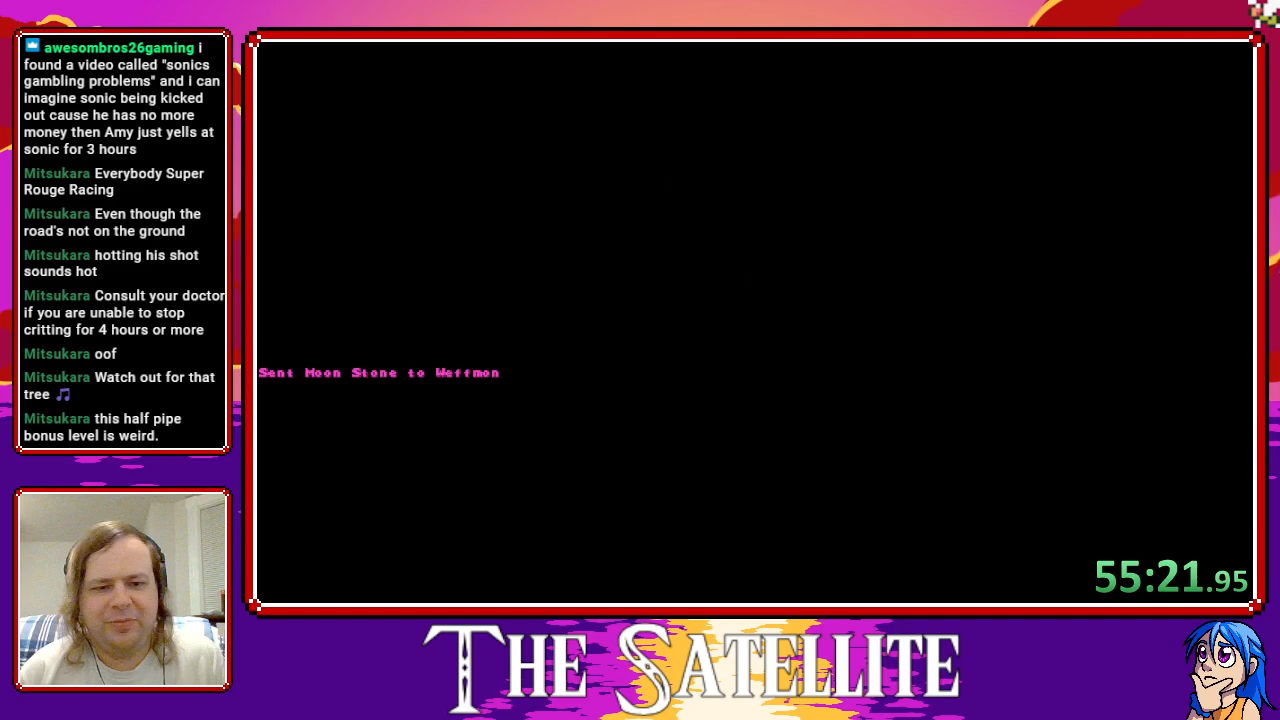 awesombros26gaming i
found a video called "sonics
gambling problems" and i can
imagine sonic being kicked
out cause he has no more
money then Amy just yells at
sonic for 3 hours
Mitsukara Everybody Super
Rouge Racing
Mitsukara Even though the
road's not on the ground
Mitsukara hotting his shot
sounds hot
Mitsukara Consult your doctor
if you are unable to stop
critting for 4 hours or more
Mitsukara oof
Mitsukara Watch out for that
tree 🎵
Mitsukara this half pipe
bonus level is weird.
Sent Moon Stone to Weffmon
55:21.95
THE SATELLITE